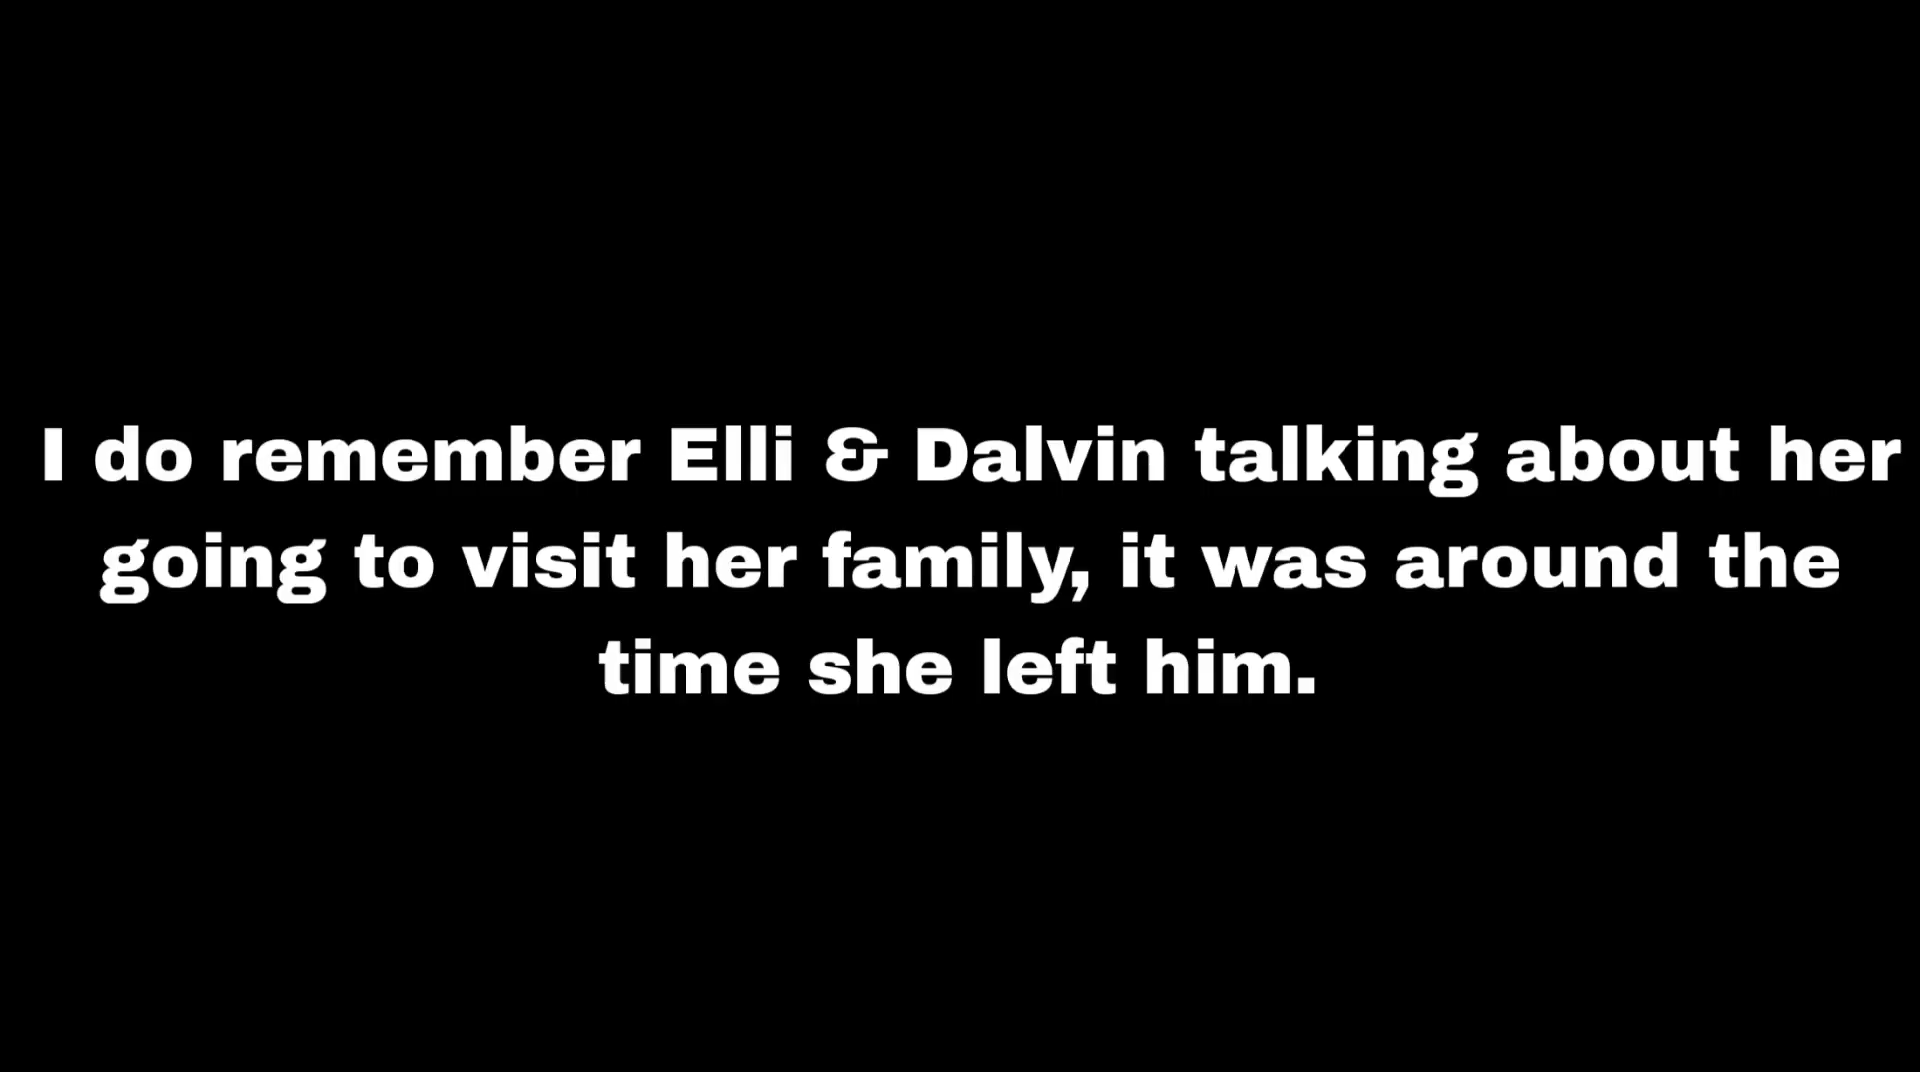 I do remember Elli & Dalvin talking about her
going to visit her family, it was around the
time she left him.